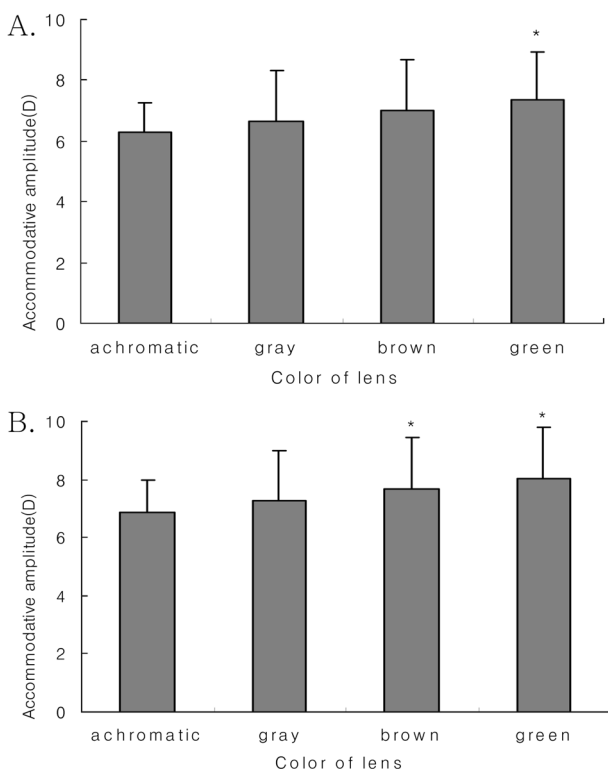 A.
10
8
6
4
2
0
Accommodative amplitude(D)
*
achromatic gray brown green
Color of lens
B.
10
8
6
4
2
0
Accommodative amplitude(D)
* *
achromatic gray brown green
Color of lens